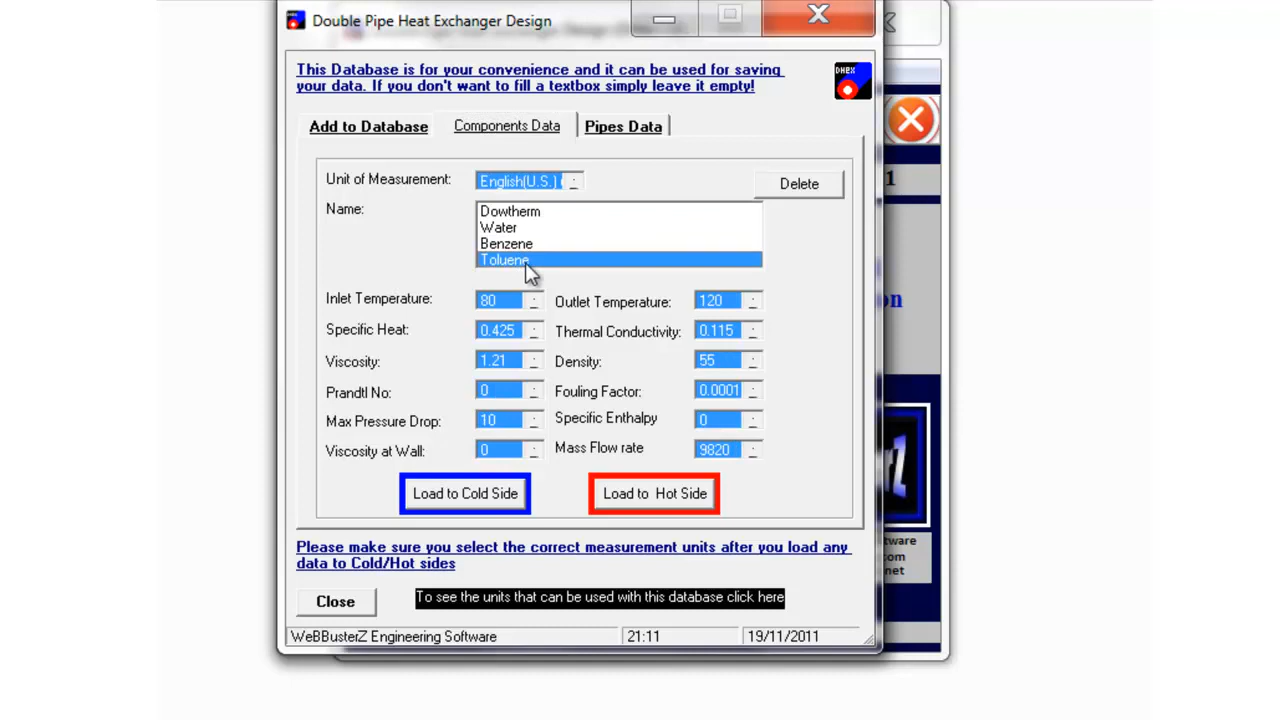 Double Pipe Heat Exchanger Design
This Database is for your convenience and it can be used for saving
your data. If you don't want to fill a textbox simply leave it empty!
DHEX
Add to Database
Components Data
Pipes Data
Unit of Measurement:
English(U.S.)
Delete
1
Name:
Dowtherm
Water
Benzene
Toluene
Inlet Temperature:
80
Outlet Temperature:
120
on
Specific Heat:
0.425
Thermal Conductivity:
0.115
Viscosity:
1.21
Density:
55
Prandtl No:
0
Fouling Factor:
0.0001
Max Pressure Drop:
10
Specific Enthalpy
0
Viscosity at Wall:
0
Mass Flow rate
9820
Load to Cold Side
Load to Hot Side
Please make sure you select the correct measurement units after you load any
data to Cold/Hot sides
tware
om
net
Close
To see the units that can be used with this database click here
WeBBusterZ Engineering Software
21:11
19/11/2011